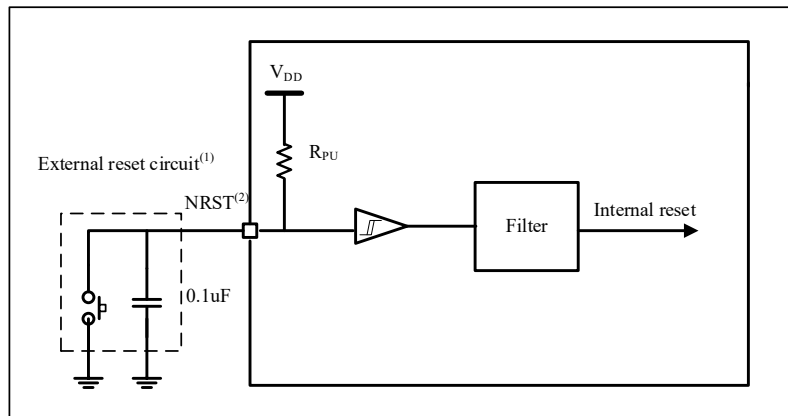 V_DD
R_PU
External reset circuit(1)
NRST(2)
Filter
Internal reset
0.1uF